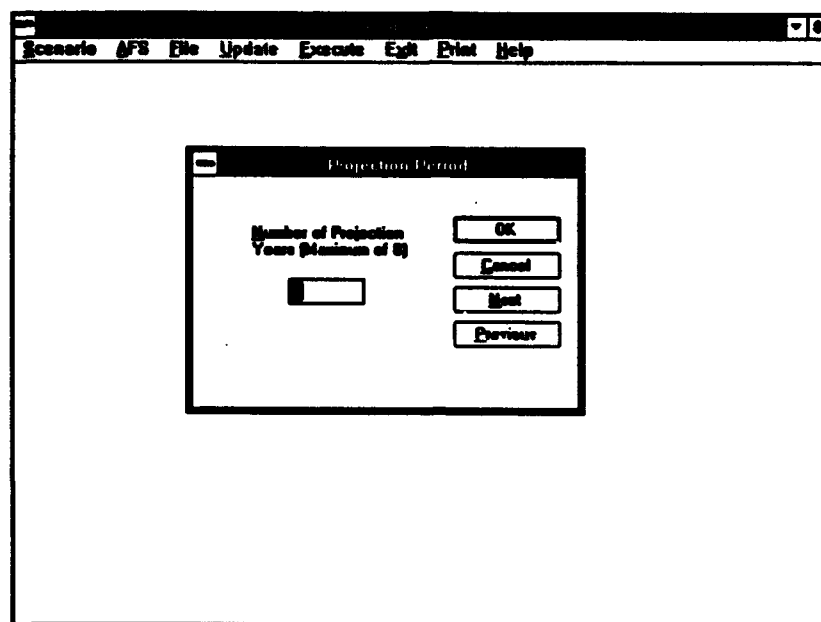 Scenario AFS File Update Execute Exit Print Help
Projection Period
Number of Projection
Years (Maximum of 8)
OK
Cancel
Next
Previous